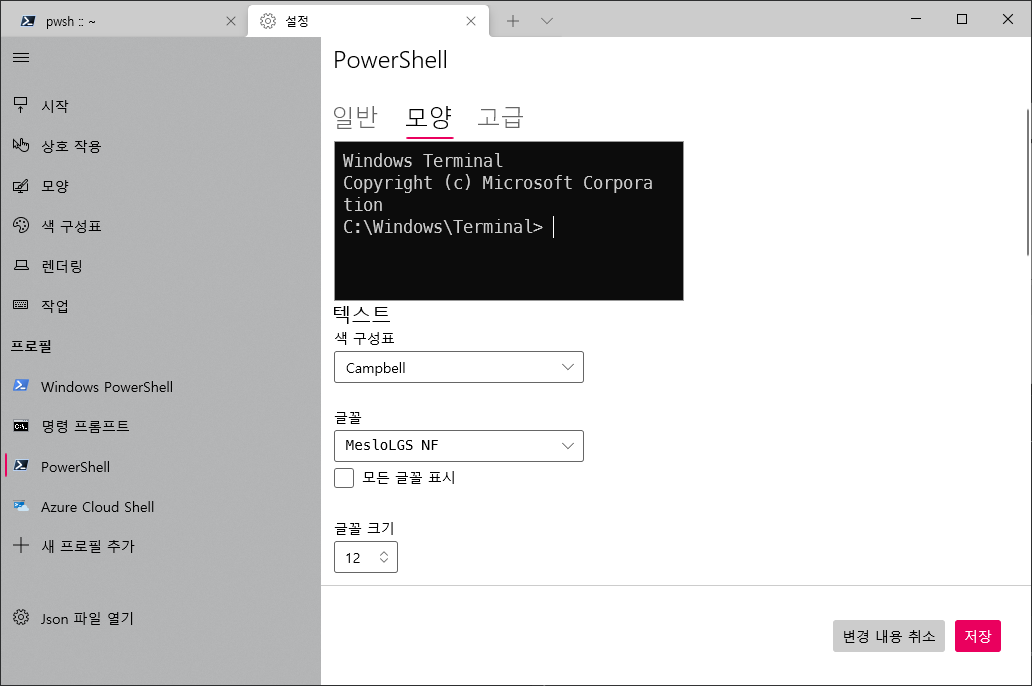 pwsh :: ~
설정
시작
상호 작용
모양
색 구성표
렌더링
작업
프로필
Windows PowerShell
명령 프롬프트
PowerShell
Azure Cloud Shell
새 프로필 추가
Json 파일 열기
PowerShell
일반 모양 고급
Windows Terminal
Copyright (c) Microsoft Corpora
tion
C:\Windows\Terminal>
텍스트
색 구성표
Campbell
글꼴
MesloLGS NF
모든 글꼴 표시
글꼴 크기
12
변경 내용 취소 저장